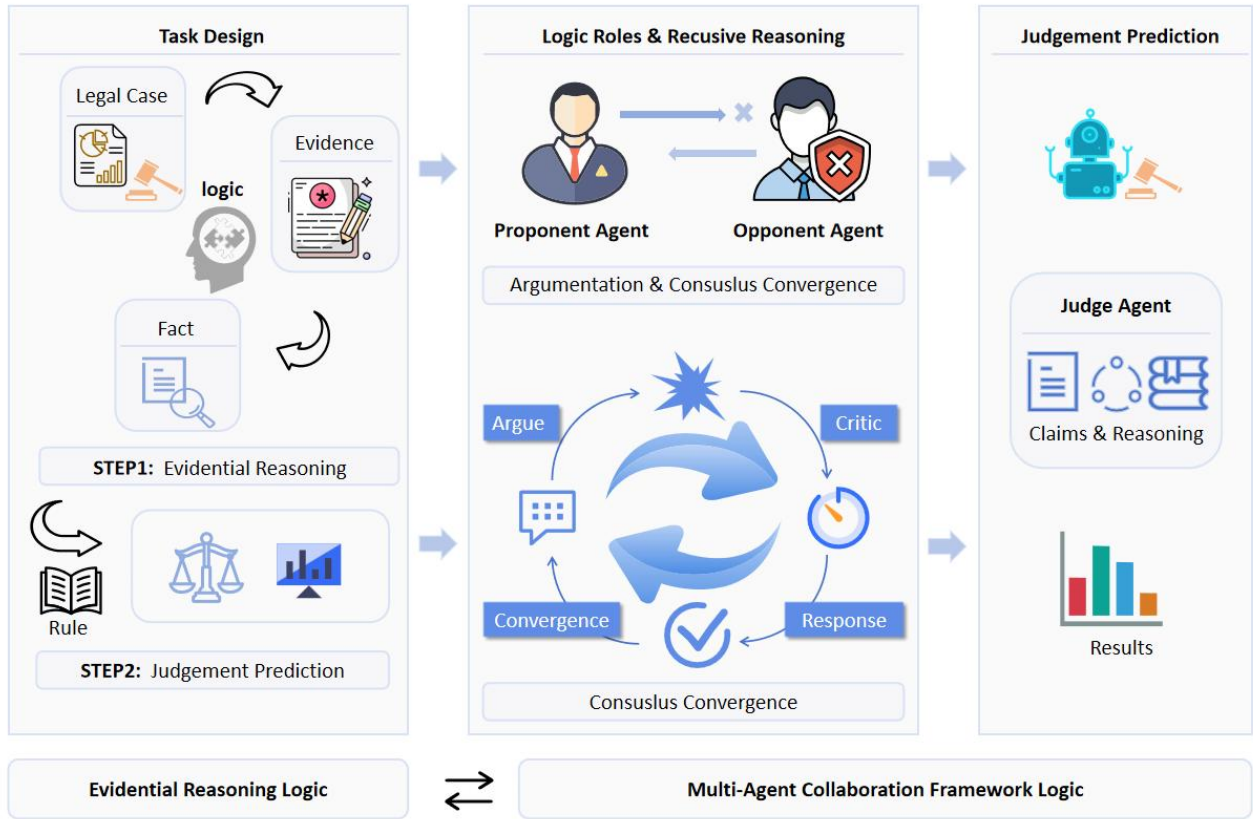 Task Design
Legal Case
Evidence
logic
Fact
STEP1: Evidential Reasoning
Rule
STEP2: Judgement Prediction
Logic Roles & Recusive Reasoning
Proponent Agent
Opponent Agent
Argumentation & Consuslus Convergence
Argue
Critic
Convergence
Response
Consuslus Convergence
Judgement Prediction
Judge Agent
Claims & Reasoning
Results
Evidential Reasoning Logic
Multi-Agent Collaboration Framework Logic